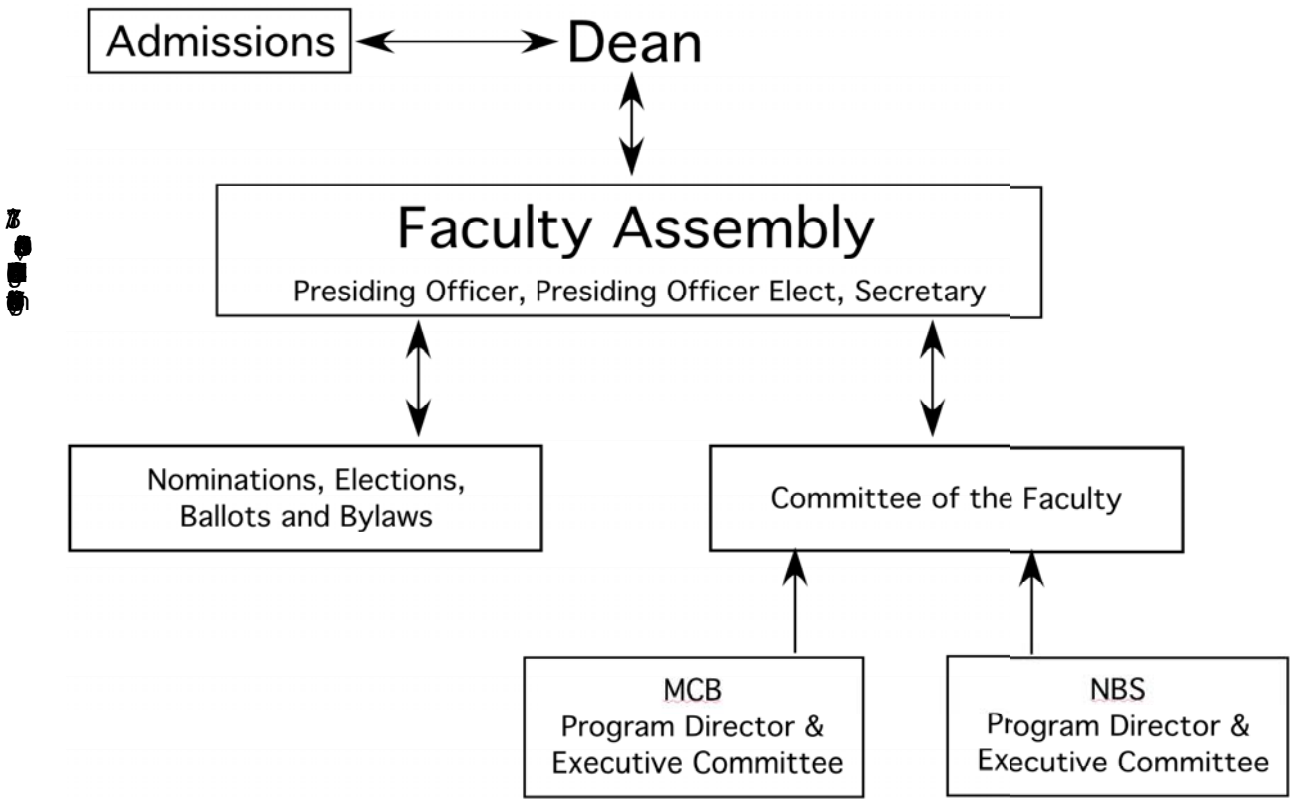 Admissions
Dean
Faculty Assembly
Presiding Officer, Presiding Officer Elect, Secretary
Nominations, Elections,
Ballots and Bylaws
Committee of the Faculty
MCB
Program Director &
Executive Committee
NBS
Program Director &
Executive Committee